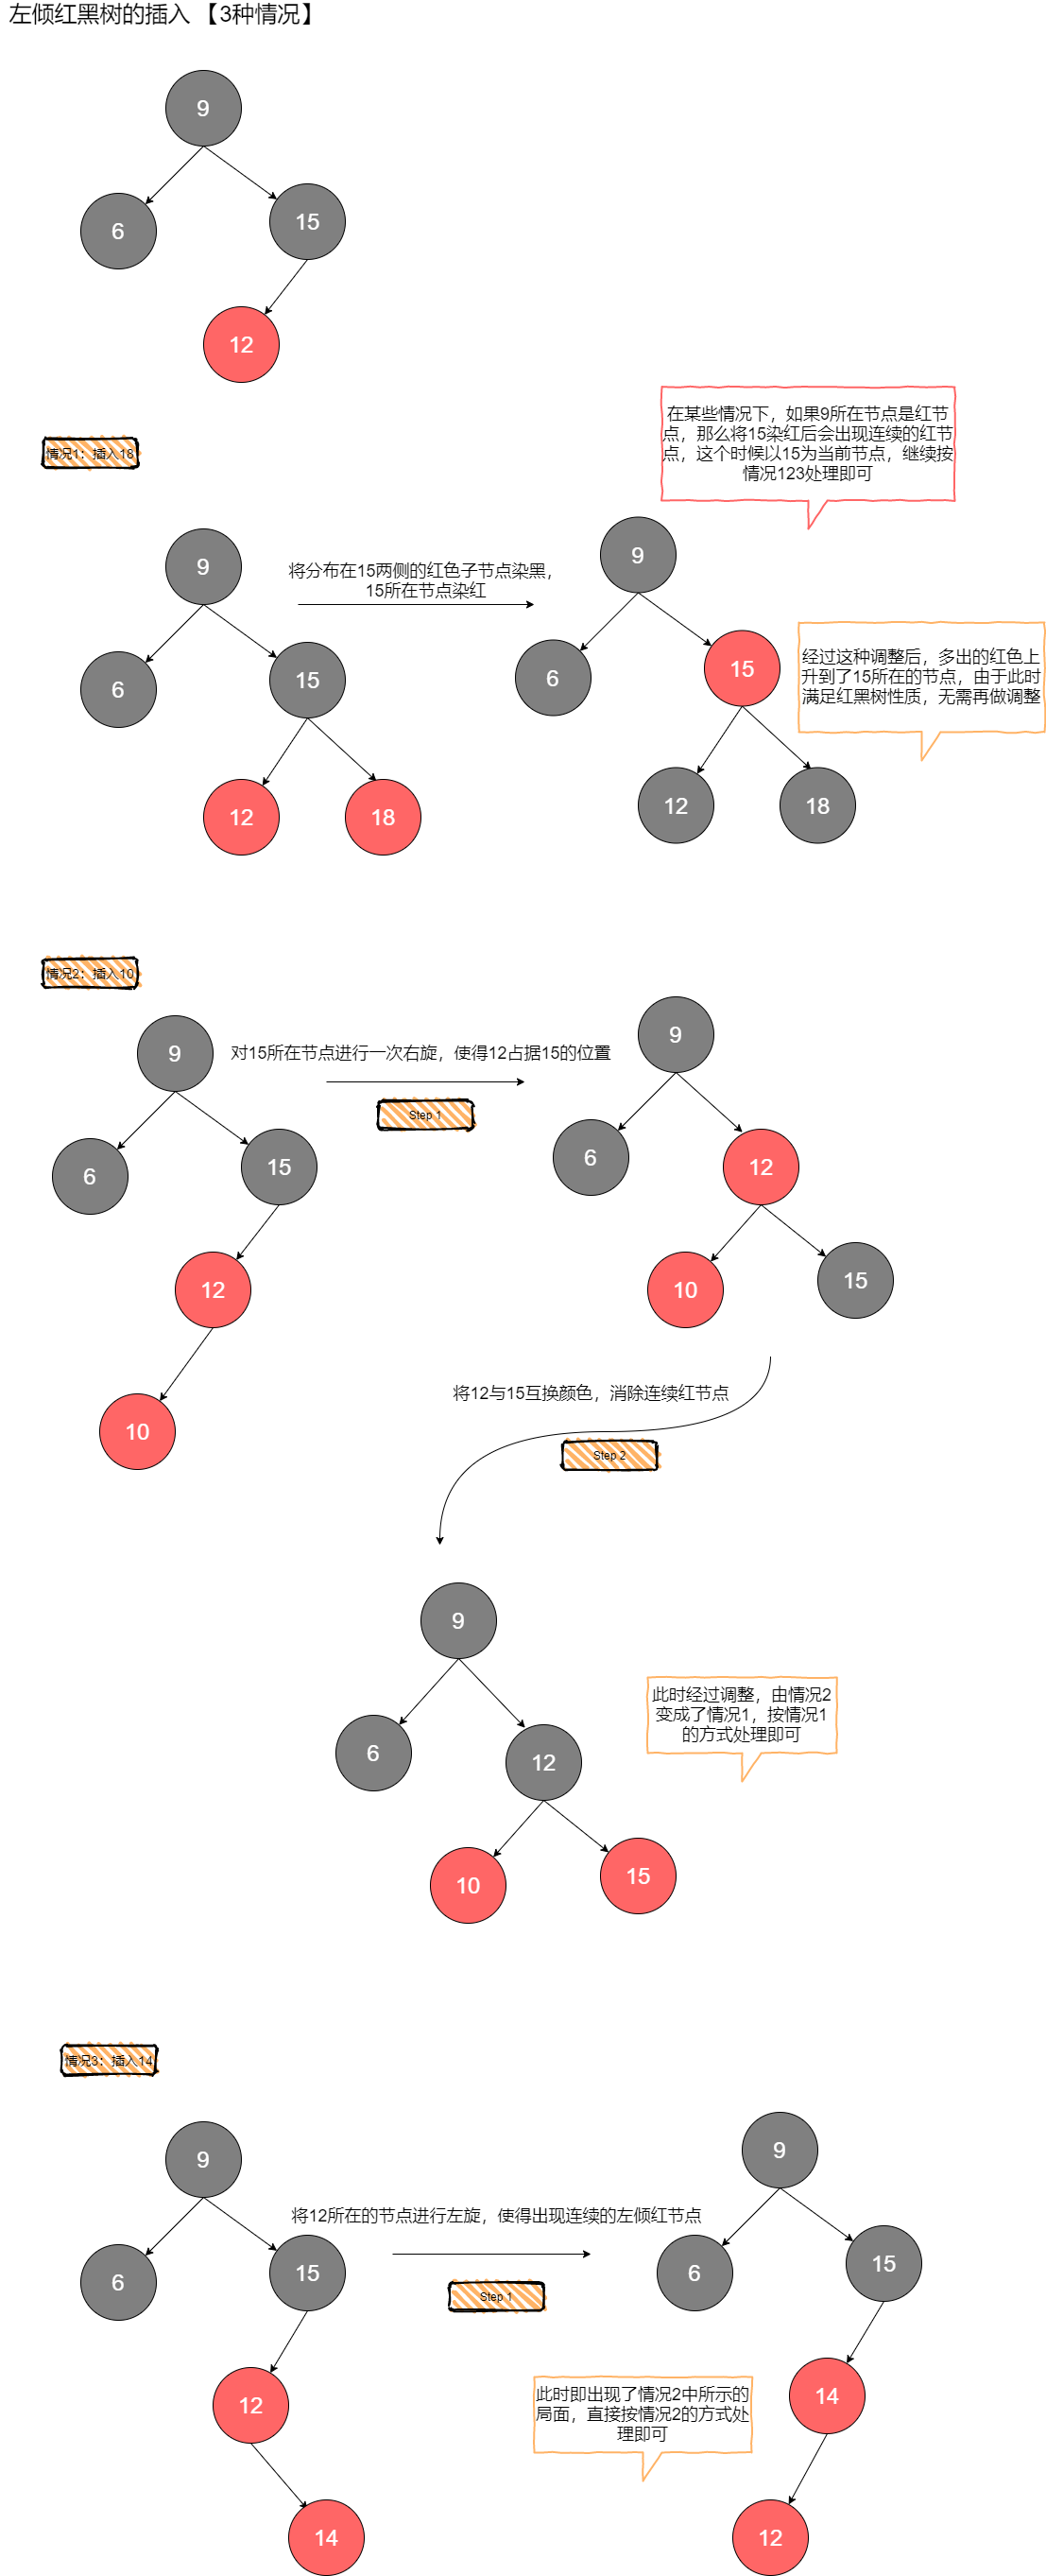 左倾红黑树的插入 【3种情况】
9
6
15
12
情况1：插入18
在某些情况下，如果9所在节点是红节
点，那么将15染红后会出现连续的红节
点，这个时候以15为当前节点，继续按
情况123处理即可
9
6
15
12
18
将分布在15两侧的红色子节点染黑，
15所在节点染红
9
6
15
12
18
经过这种调整后，多出的红色上
升到了15所在的节点，由于此时
满足红黑树性质，无需再做调整
情况2：插入10
9
6
15
12
10
对15所在节点进行一次右旋，使得12占据15的位置
Step 1
9
6
12
10
15
将12与15互换颜色，消除连续红节点
Step 2
9
6
12
10
15
此时经过调整，由情况2
变成了情况1，按情况1
的方式处理即可
情况3：插入14
9
6
15
12
14
将12所在的节点进行左旋，使得出现连续的左倾红节点
Step 1
9
6
15
14
12
此时即出现了情况2中所示的
局面，直接按情况2的方式处
理即可